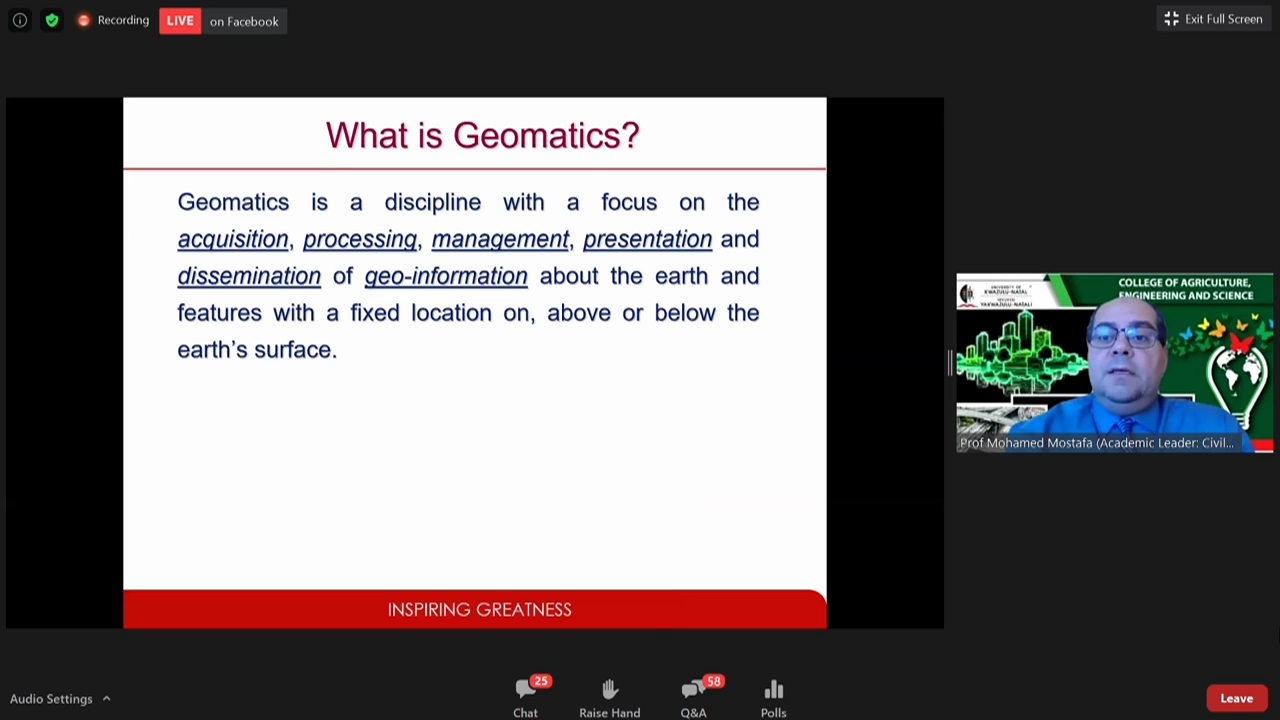 Recording
LIVE on Facebook
Exit Full Screen
What is Geomatics?
Geomatics is a discipline with a focus on the
acquisition, processing, management, presentation and
dissemination of geo-information about the earth and
features with a fixed location on, above or below the
earth’s surface.
INSPIRING GREATNESS
UNIVERSITY OF
KWAZULU-NATAL
INYUVESI
YAKWAZULU-NATALI
COLLEGE OF AGRICULTURE,
ENGINEERING AND SCIENCE
Prof Mohamed Mostafa (Academic Leader: Civil...
Audio Settings
25
Chat
Raise Hand
58
Q&A
Polls
Leave